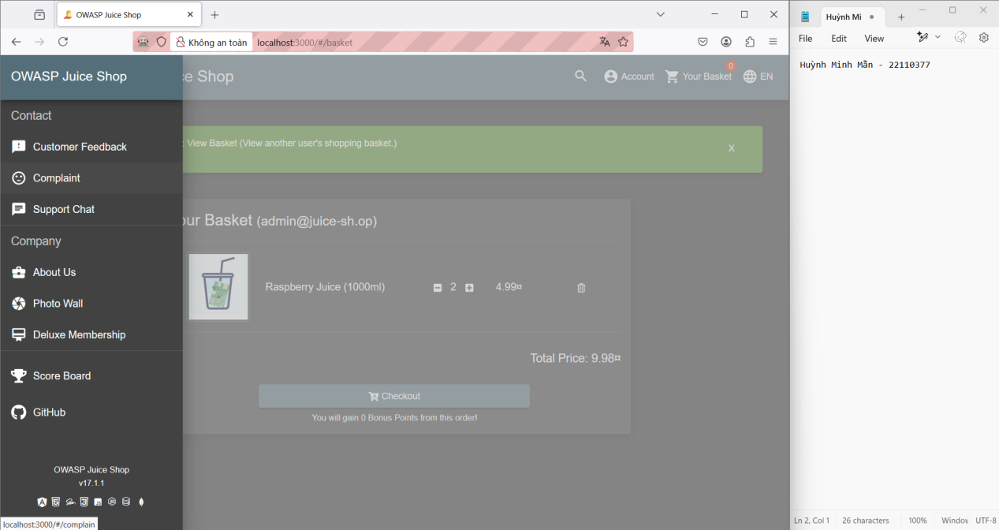 OWASP Juice Shop
Không an toàn
localhost:3000/#/basket
OWASP Juice Shop
Contact
Customer Feedback
Complaint
Support Chat
Company
About Us
Photo Wall
Deluxe Membership
Score Board
GitHub
OWASP Juice Shop
v17.1.1
localhost:3000/#/complain
ce Shop
Account
0
Your Basket
EN
: View Basket (View another user's shopping basket.)
X
our Basket (admin@juice-sh.op)
Raspberry Juice (1000ml)
2
4.99¤
Total Price: 9.98¤
Checkout
You will gain 0 Bonus Points from this order!
Huỳnh Mi
File
Edit
View
Huỳnh Minh Mẫn - 22110377
Ln 2, Col 1
26 characters
100%
Window
UTF-8